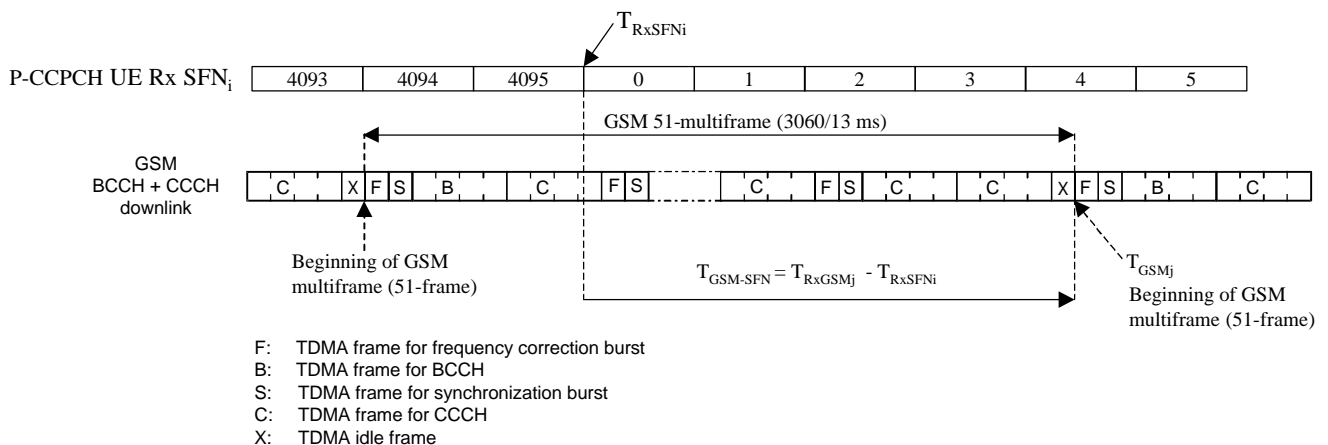 T_RxSFNi
P-CCPCH UE Rx SFN_i 4093 4094 4095 0 1 2 3 4 5
GSM 51-multiframe (3060/13 ms)
GSM
BCCH + CCCH
downlink
C X F S B C F S C F S C C X F S B C
Beginning of GSM
multiframe (51-frame)
T_GSM-SFN = T_RxGSMj - T_RxSFNi
T_GSMj
Beginning of GSM
multiframe (51-frame)
F: TDMA frame for frequency correction burst
B: TDMA frame for BCCH
S: TDMA frame for synchronization burst
C: TDMA frame for CCCH
X: TDMA idle frame